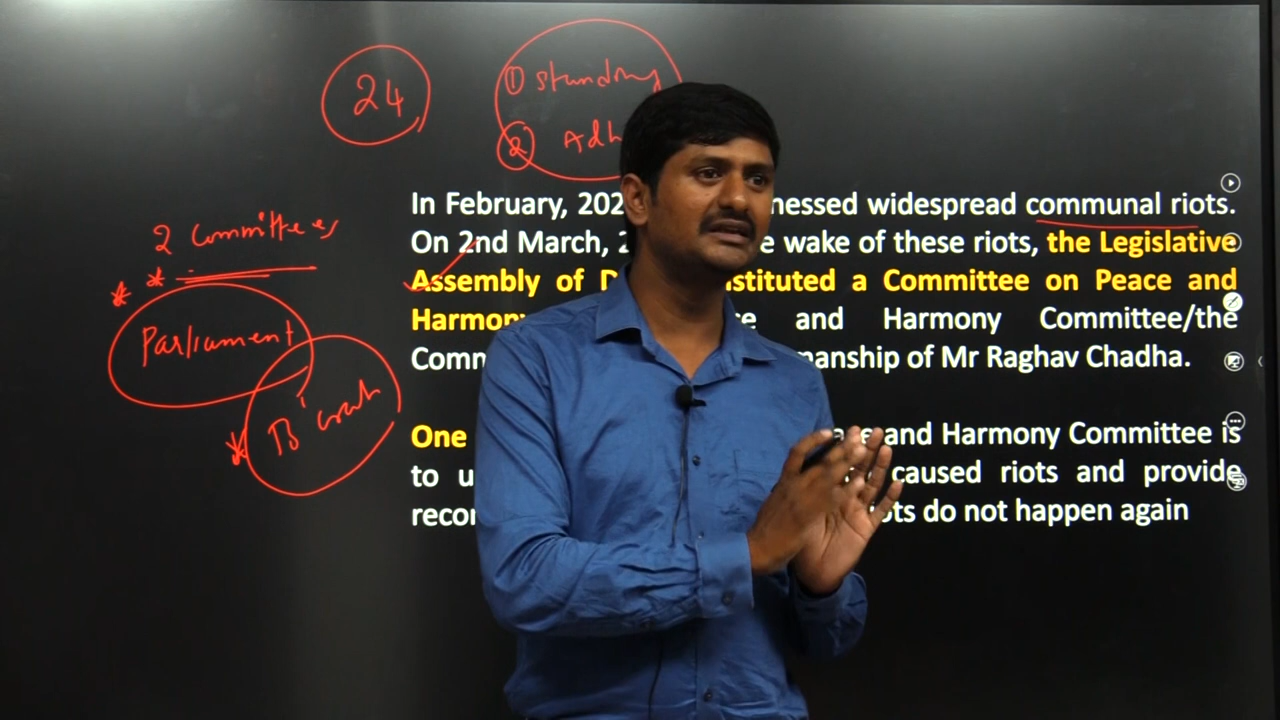 24
① standing
② Adh
2 committees
Parliament
In February, 202 nessed widespread communal riots.
On 2nd March, 2 e wake of these riots, the Legislative
Assembly of D nstituted a Committee on Peace and
Harmony ce and Harmony Committee/the
Comm manship of Mr Raghav Chadha.
One ace and Harmony Committee is
to u caused riots and provide
recor ots do not happen again